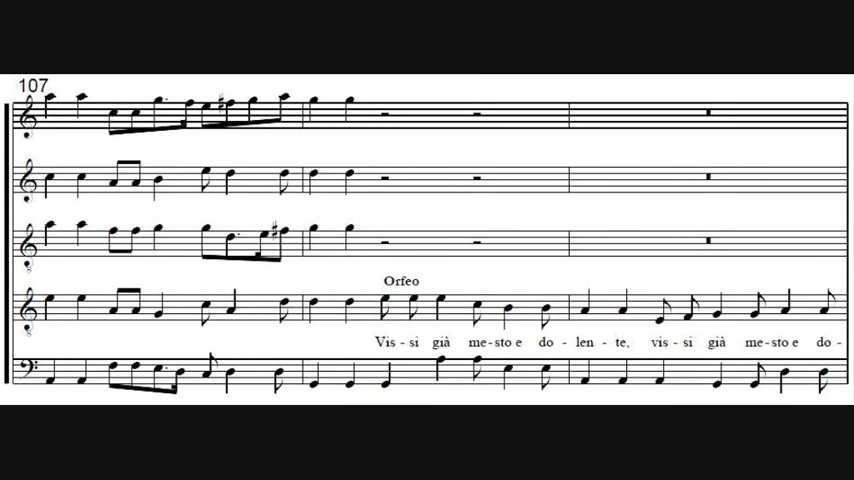 107
Orfeo
Vis-si già me-sto e do-len-te, vis-si già me-sto e do-